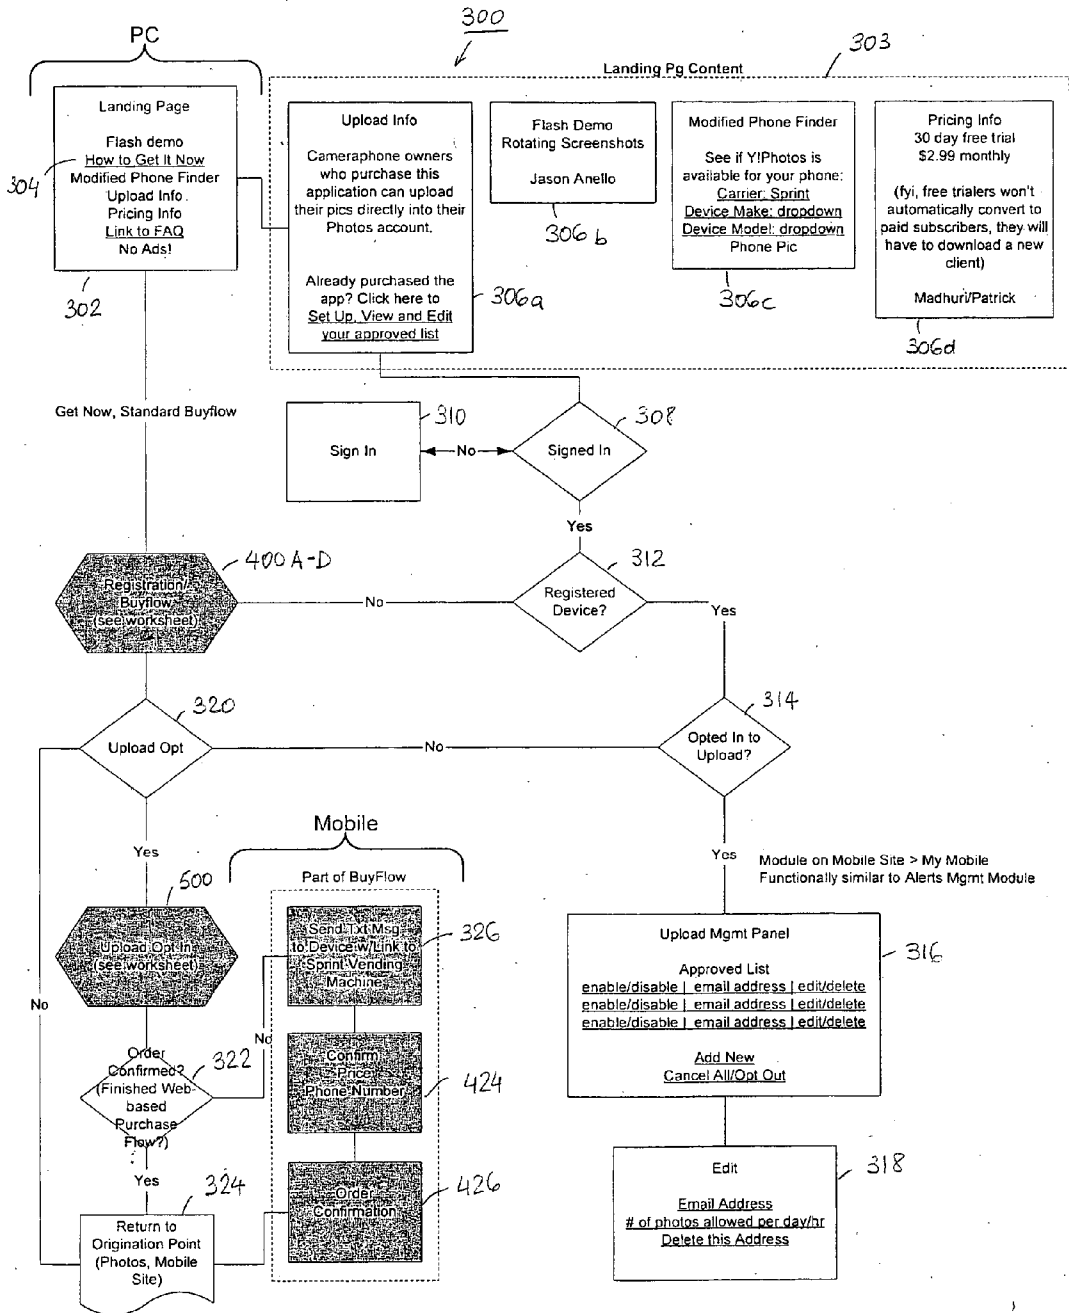 300
PC
303
Landing Pg Content
Landing Page
Flash demo
How to Get It Now
Modified Phone Finder
Upload Info
Pricing Info
Link to FAQ
No Ads!
304
302
Upload Info
Cameraphone owners
who purchase this
application can upload
their pics directly into their
Photos account.
Already purchased the
app? Click here to
Set Up, View and Edit
your approved list
306a
Flash Demo
Rotating Screenshots
Jason Anello
306b
Modified Phone Finder
See if Y!Photos is
available for your phone:
Carrier: Sprint
Device Make: dropdown
Device Model: dropdown
Phone Pic
306c
Pricing Info
30 day free trial
$2.99 monthly
(fyi, free trialers won't
automatically convert to
paid subscribers, they will
have to download a new
client)
Madhuri/Patrick
306d
Get Now, Standard Buyflow
310
Sign In
No
308
Signed In
Yes
400 A-D
Registration/
Buyflow
(see worksheet)
No
312
Registered
Device?
Yes
320
Upload Opt
No
314
Opted In to
Upload?
Yes
Mobile
Yes
Module on Mobile Site > My Mobile
Functionally similar to Alerts Mgmt Module
500
Upload Opt In
(see worksheet)
Part of BuyFlow
Send Txt Msg
to Device w/Link to
Sprint Vending
Machine
326
Upload Mgmt Panel
Approved List
enable/disable | email address | edit/delete
enable/disable | email address | edit/delete
enable/disable | email address | edit/delete
Add New
Cancel All/Opt Out
316
No
No
Order
Confirmed?
(Finished Web-
based
Purchase
Flow?)
322
Confirm
Price,
Phone Number
424
Yes
324
Return to
Origination Point
(Photos, Mobile
Site)
Order
Confirmation
426
Edit
Email Address
# of photos allowed per day/hr
Delete this Address
318